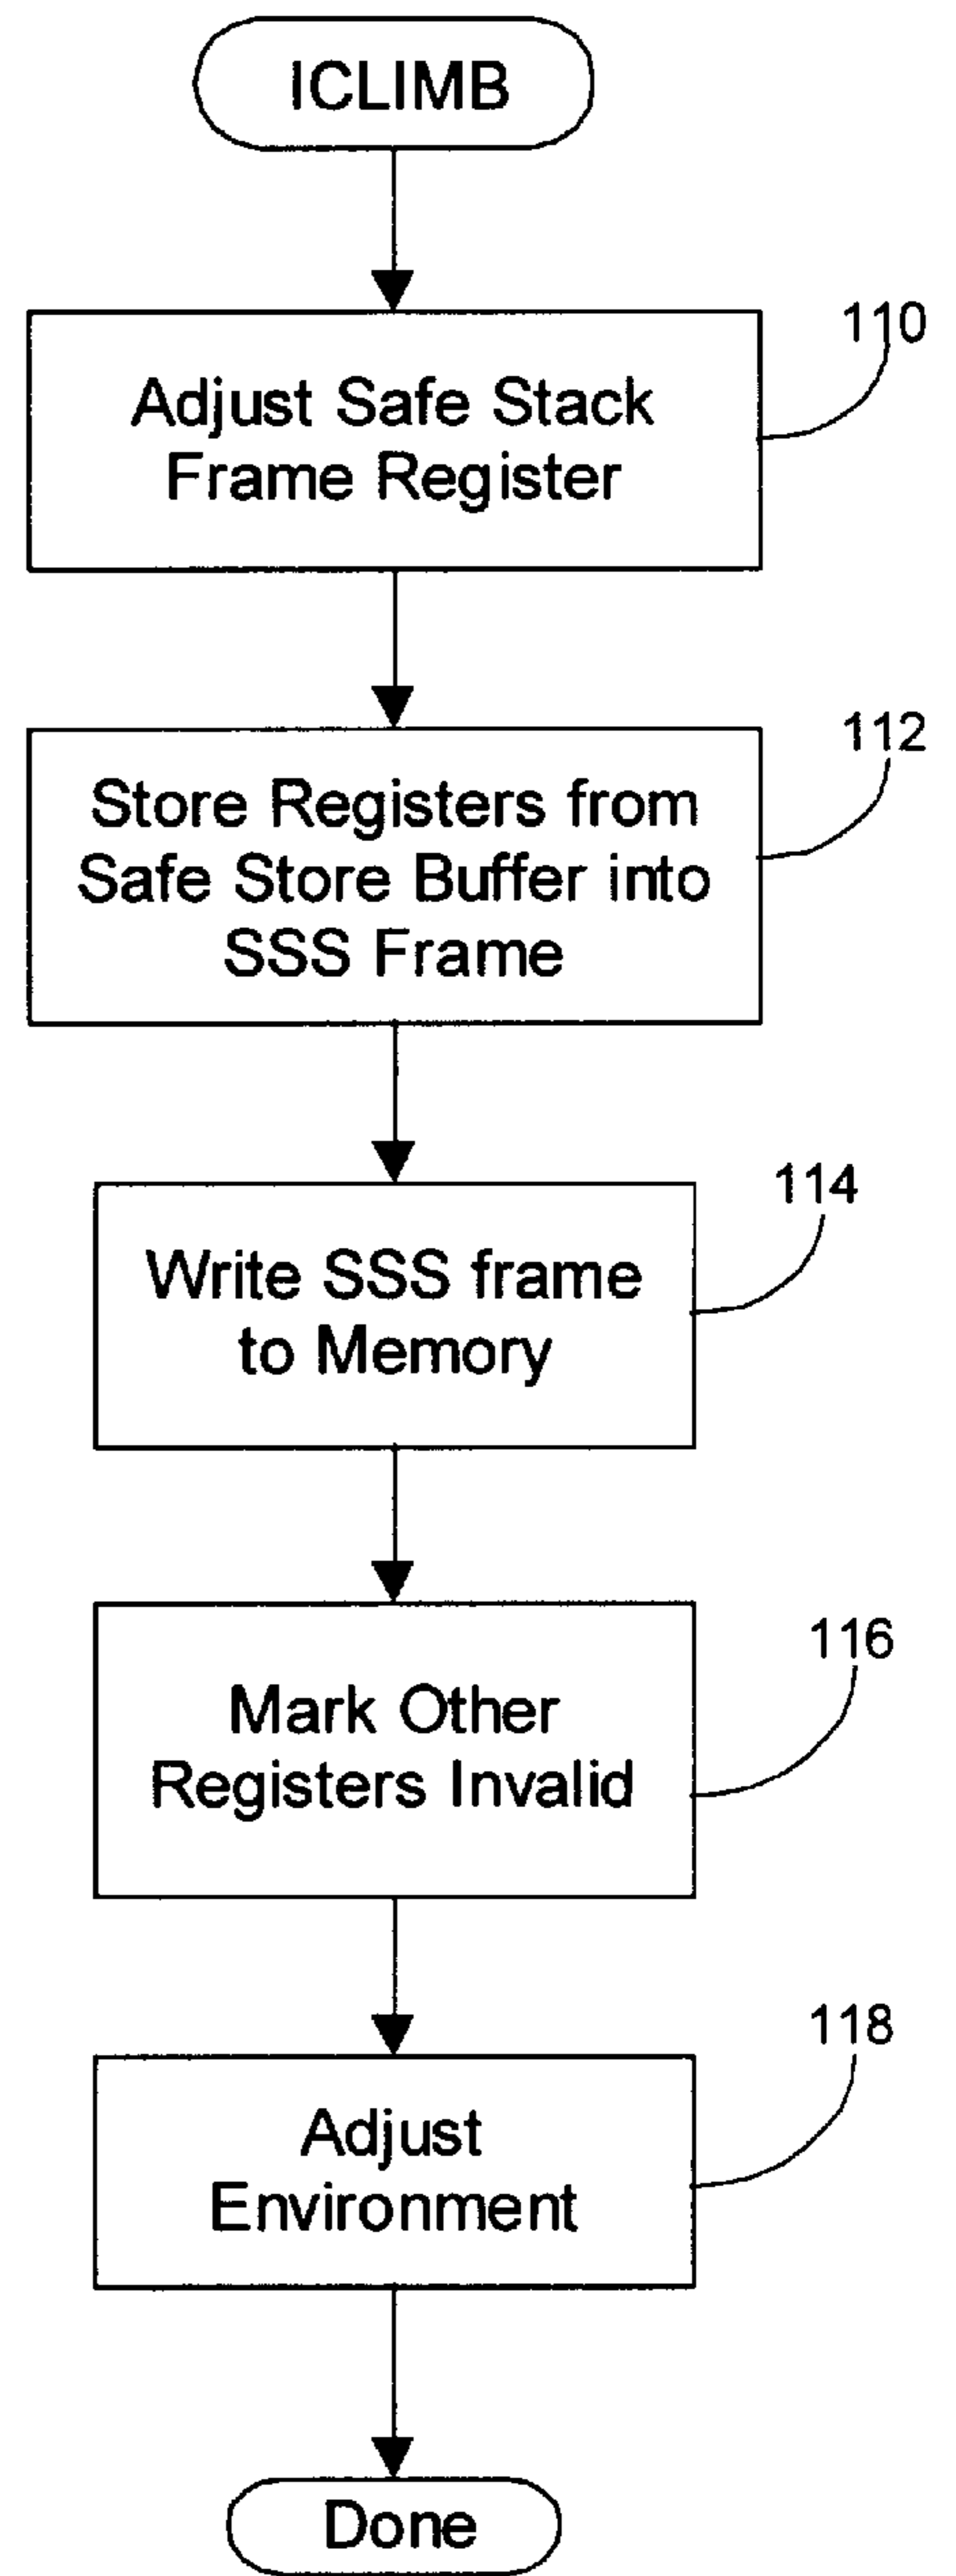 ICLIMB
110
Adjust Safe Stack
Frame Register
112
Store Registers from
Safe Store Buffer into
SSS Frame
114
Write SSS frame
to Memory
116
Mark Other
Registers Invalid
118
Adjust
Environment
Done